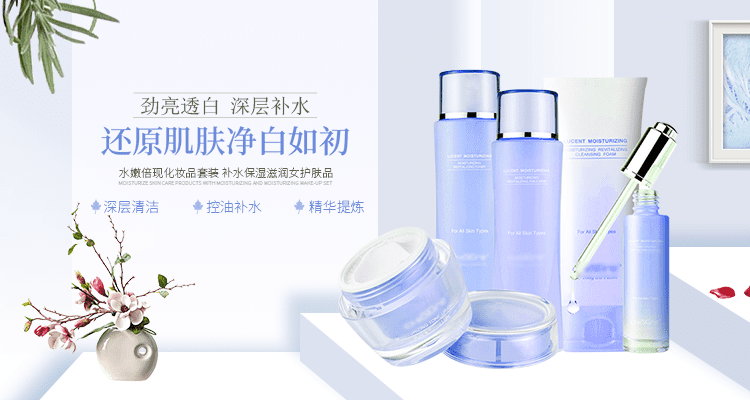 劲亮透白 深层补水
还原肌肤净白如初
水嫩倍现化妆品套装 补水保湿滋润女护肤品
MOISTURIZE SKIN CARE PRODUCTS WITH MOISTURIZING AND MOISTURIZING MAKE-UP SET
深层清洁 控油补水 精华提炼
UCENT MOISTURIZING
CLEANSING FOAM
For All Skin Types
For All Skin Types